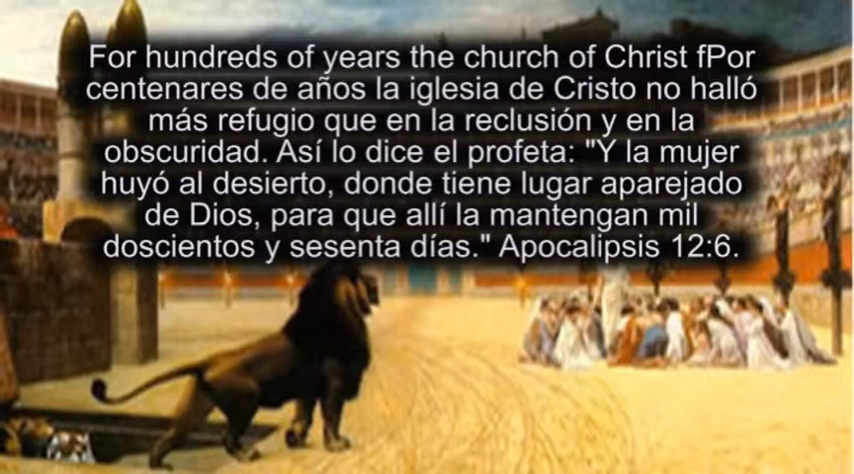 For hundreds of years the church of Christ fPor
centenares de años la iglesia de Cristo no halló
más refugio que en la reclusión y en la
obscuridad. Así lo dice el profeta: "Y la mujer
huyó al desierto, donde tiene lugar aparejado
de Dios, para que allí la mantengan mil
doscientos y sesenta días." Apocalipsis 12:6.